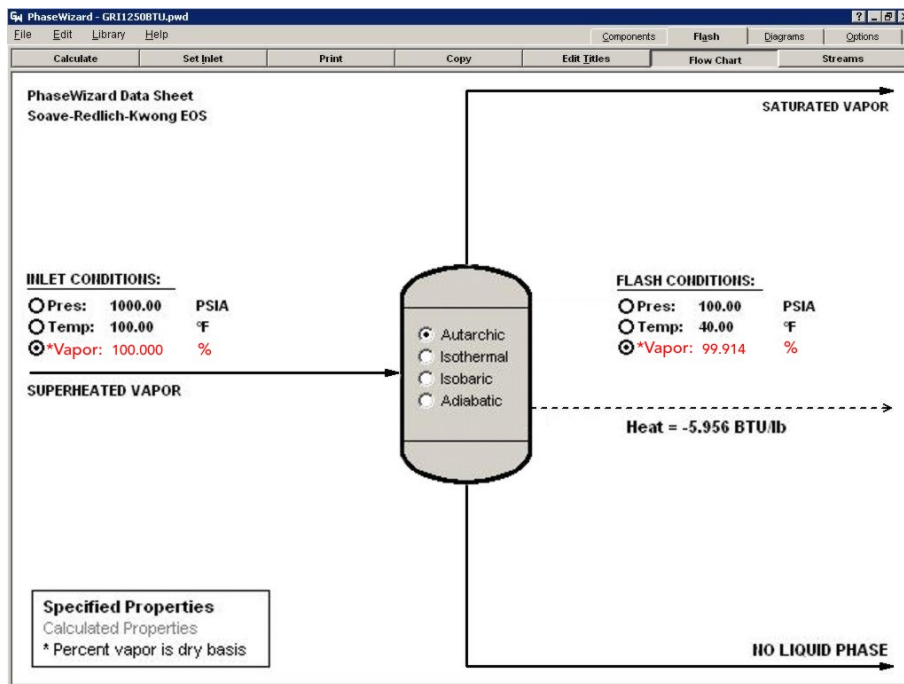 PhaseWizard - GRI1250BTU.pwd
File Edit Library Help Components Flash Diagrams Options
Calculate Set Inlet Print Copy Edit Titles Flow Chart Streams
PhaseWizard Data Sheet
Soave-Redlich-Kwong EOS
SATURATED VAPOR
INLET CONDITIONS:
Pres: 1000.00 PSIA
Temp: 100.00 °F
*Vapor: 100.000 %
SUPERHEATED VAPOR
Autarchic
Isothermal
Isobaric
Adiabatic
FLASH CONDITIONS:
Pres: 100.00 PSIA
Temp: 40.00 °F
*Vapor: 99.914 %
Heat = -5.956 BTU/lb
Specified Properties
Calculated Properties
* Percent vapor is dry basis
NO LIQUID PHASE